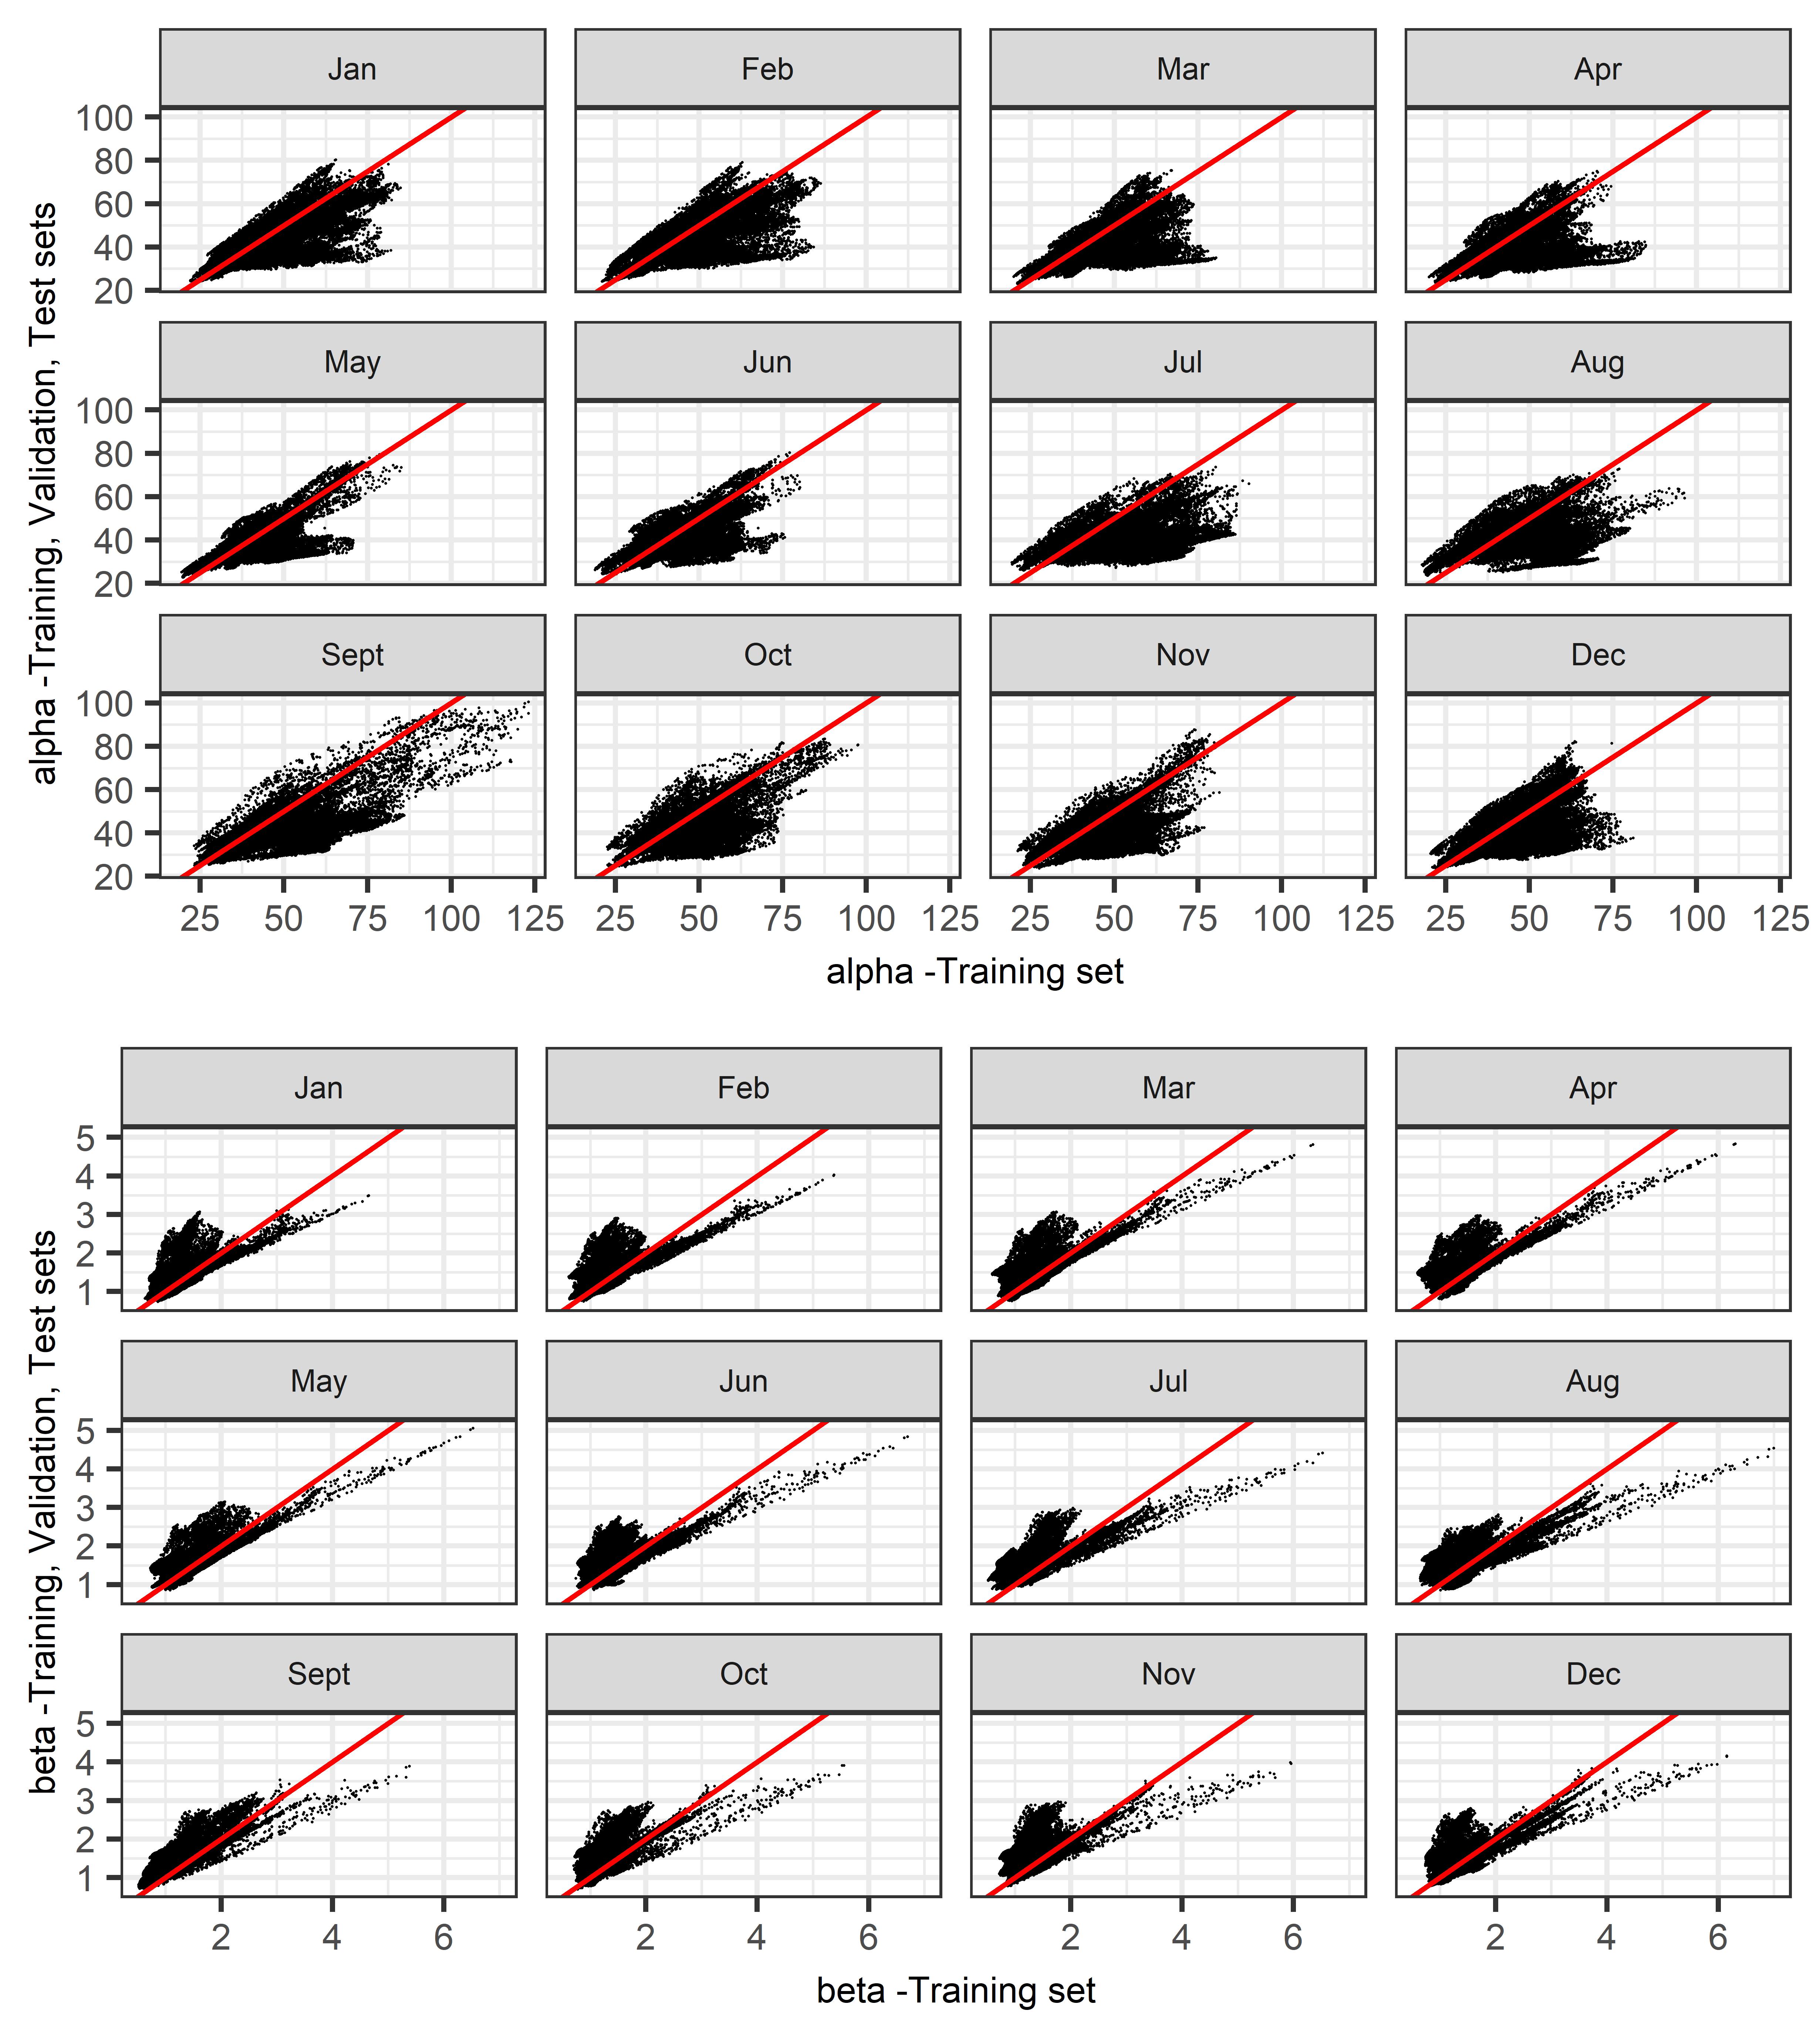 Jan Feb Mar Apr
100
80
60
40
20
May Jun Jul Aug
100
80
60
40
20
Sept Oct Nov Dec
100
80
60
40
20
25 50 75 100 125 25 50 75 100 125 25 50 75 100 125 25 50 75 100 125
alpha -Training set
alpha -Training, Validation, Test sets
Jan Feb Mar Apr
5
4
3
2
1
May Jun Jul Aug
5
4
3
2
1
Sept Oct Nov Dec
5
4
3
2
1
2 4 6 2 4 6 2 4 6 2 4 6
beta -Training set
beta -Training, Validation, Test sets